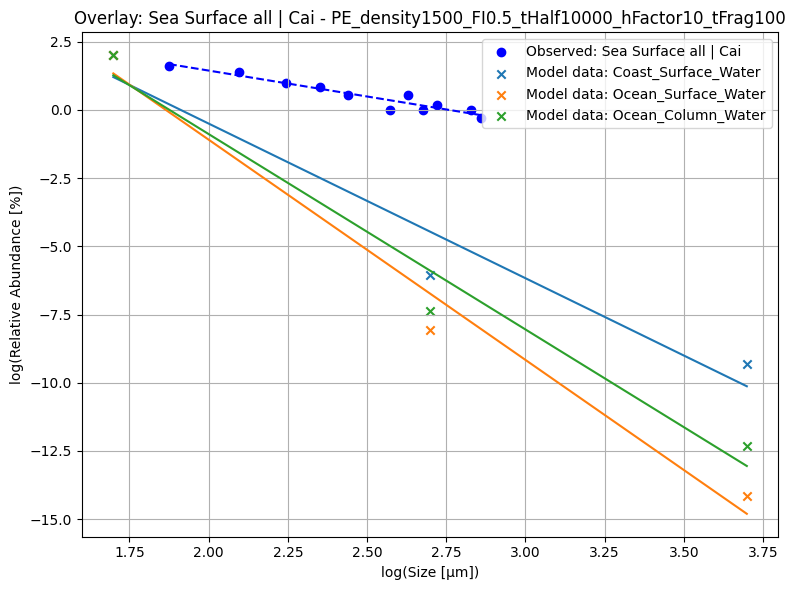 Overlay: Sea Surface all | Cai - PE_density1500_FI0.5_tHalf10000_hFactor10_tFrag100
2.5
0.0
−2.5
−5.0
−7.5
−10.0
−12.5
−15.0
log(Relative Abundance [%])
Observed: Sea Surface all | Cai
Model data: Coast_Surface_Water
Model data: Ocean_Surface_Water
Model data: Ocean_Column_Water
1.75
2.00
2.25
2.50
2.75
3.00
3.25
3.50
3.75
log(Size [μm])